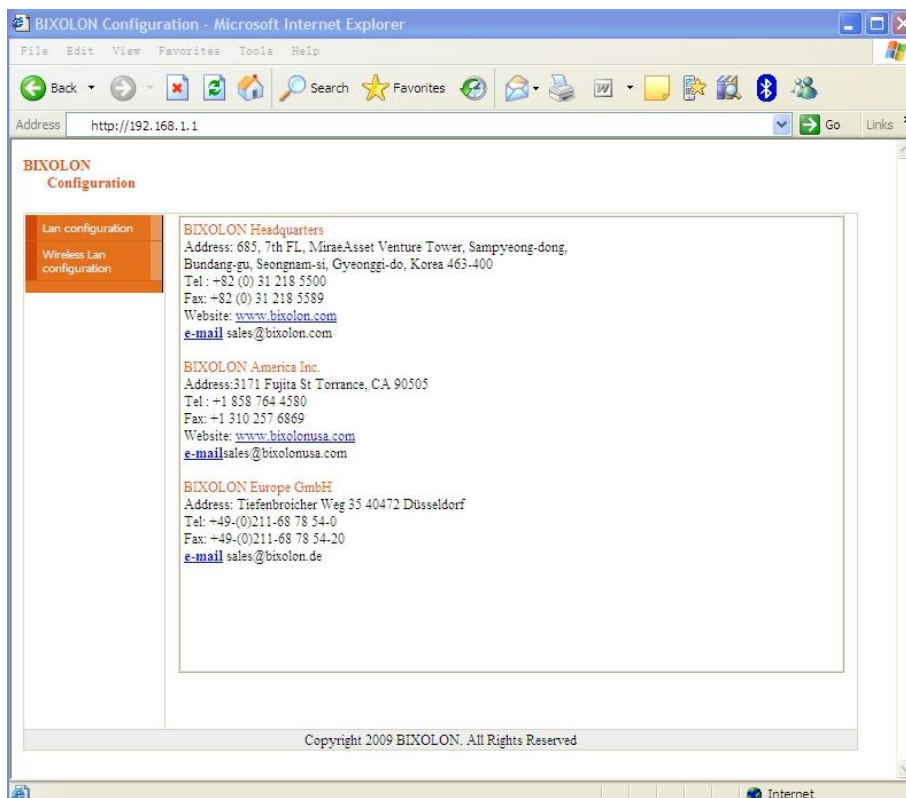 BIXOLON Configuration - Microsoft Internet Explorer
File Edit View Favorites Tools Help
Back Search Favorites W
Address http://192.168.1.1 Go Links
BIXOLON
Configuration
Lan configuration
Wireless Lan
configuration
BIXOLON Headquarters
Address: 685, 7th FL, MiraeAsset Venture Tower, Sampyeong-dong,
Bundang-gu, Seongnam-si, Gyeonggi-do, Korea 463-400
Tel : +82 (0) 31 218 5500
Fax: +82 (0) 31 218 5589
Website: www.bixolon.com
e-mail sales@bixolon.com
BIXOLON America Inc.
Address:3171 Fujita St Torrance, CA 90505
Tel : +1 858 764 4580
Fax: +1 310 257 6869
Website: www.bixolonusa.com
e-mailsales@bixolonusa.com
BIXOLON Europe GmbH
Address: Tiefenbroicher Weg 35 40472 Düsseldorf
Tel: +49-(0)211-68 78 54-0
Fax: +49-(0)211-68 78 54-20
e-mail sales@bixolon.de
Copyright 2009 BIXOLON. All Rights Reserved
Internet